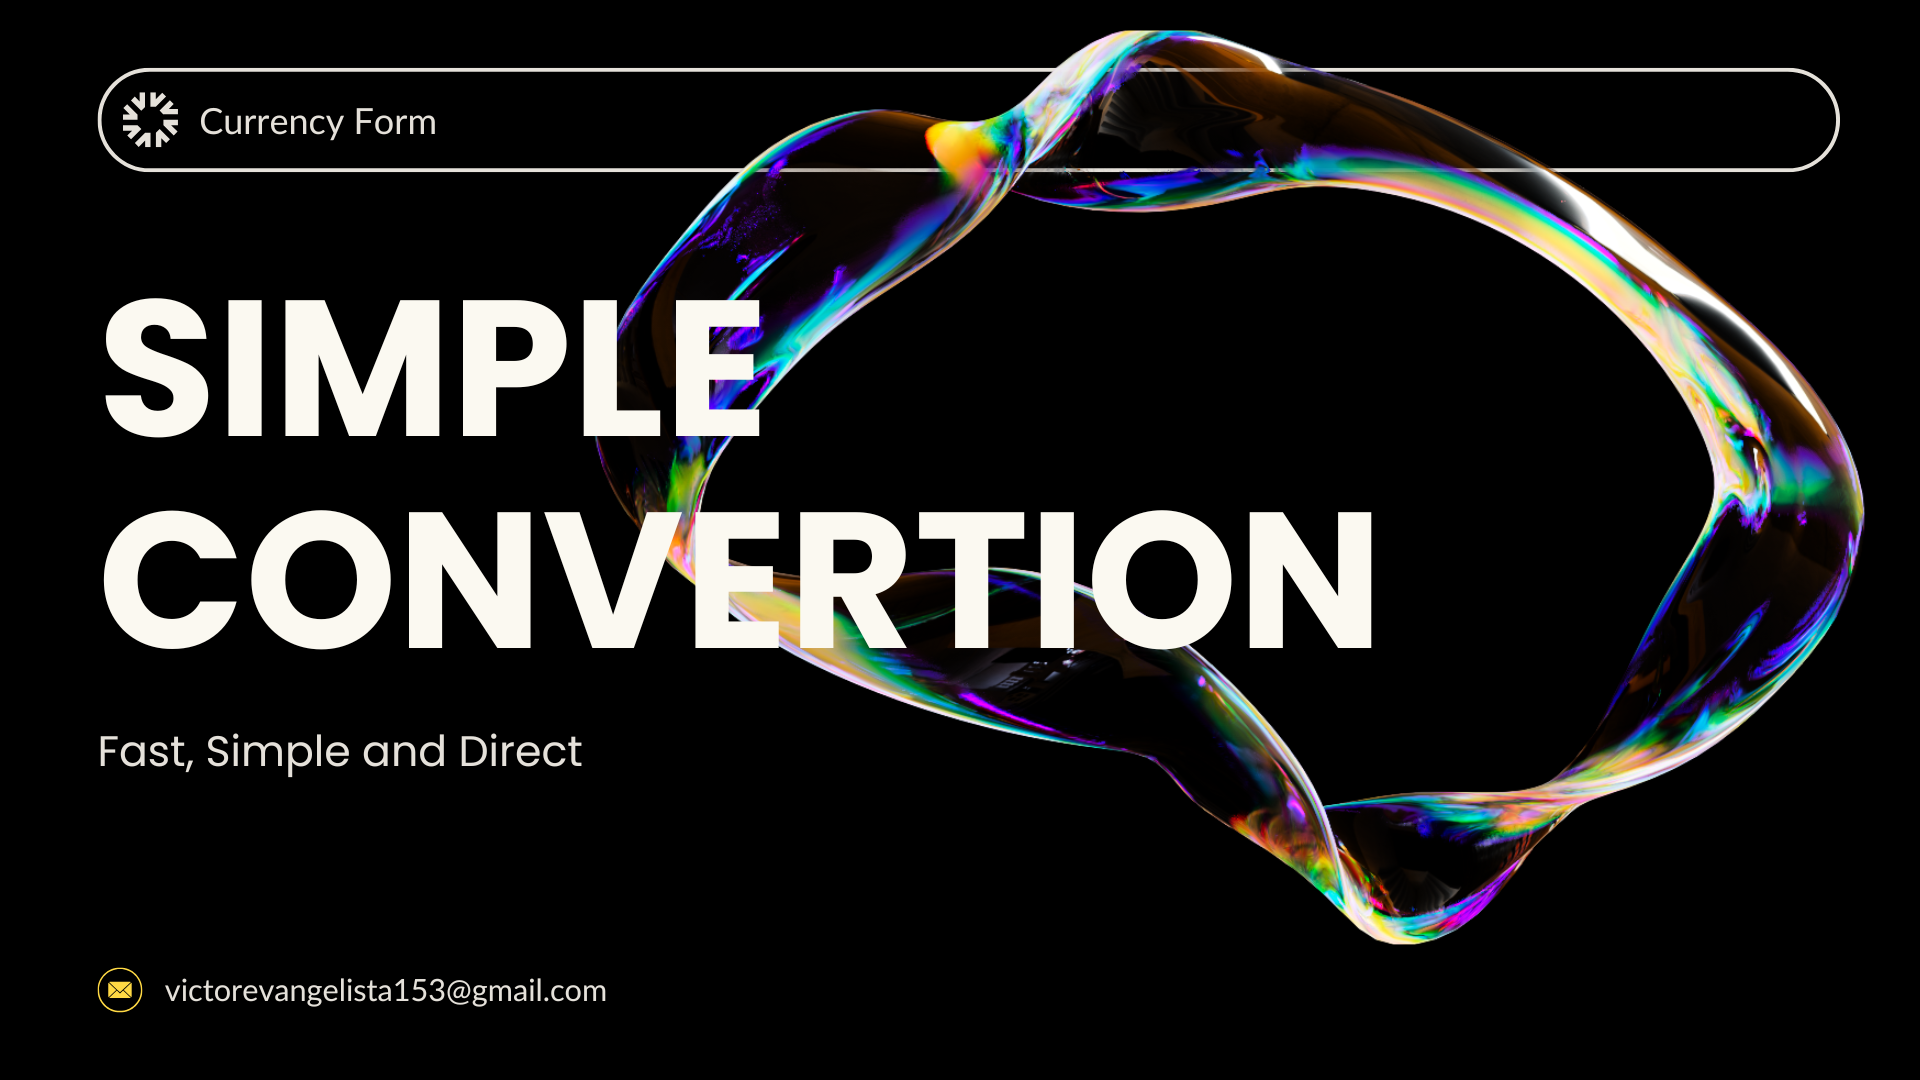 Currency Form
SIMPLE
CONVERTION
Fast, Simple and Direct
victorevangelista153@gmail.com